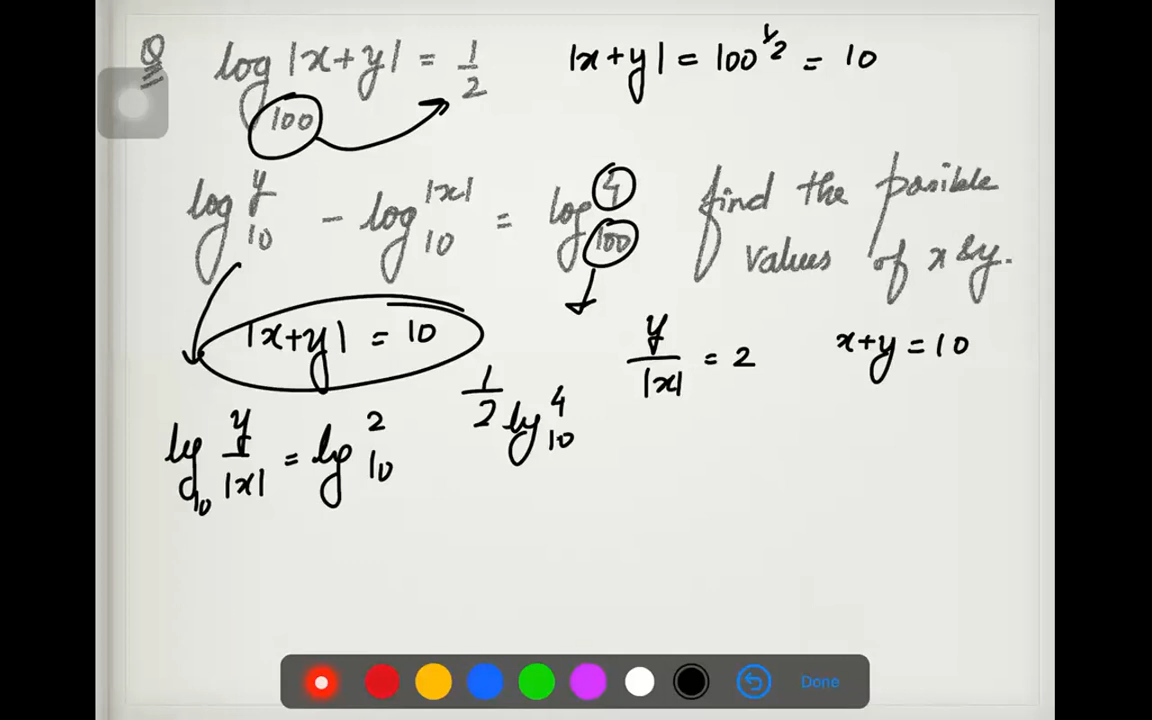 Q log₁₀₀ |x+y| = 1/2
|x+y| = 100^1/2 = 10
log₁₀ y - log₁₀ |x| = log₁₀₀ 4 find the possible
values of x & y.
|x+y| = 10
y/|x| = 2
x+y = 10
1/2 log₁₀ 4
log₁₀ y/|x| = log₁₀ 2
Done